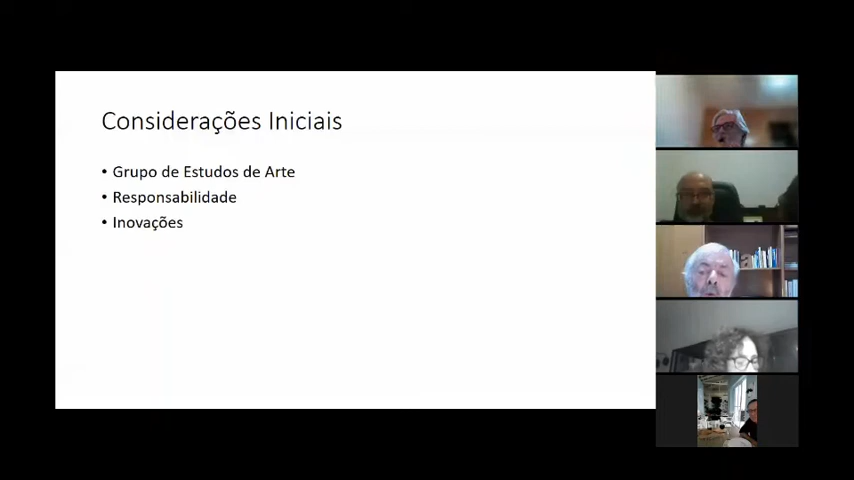 Considerações Iniciais
• Grupo de Estudos de Arte
• Responsabilidade
• Inovações